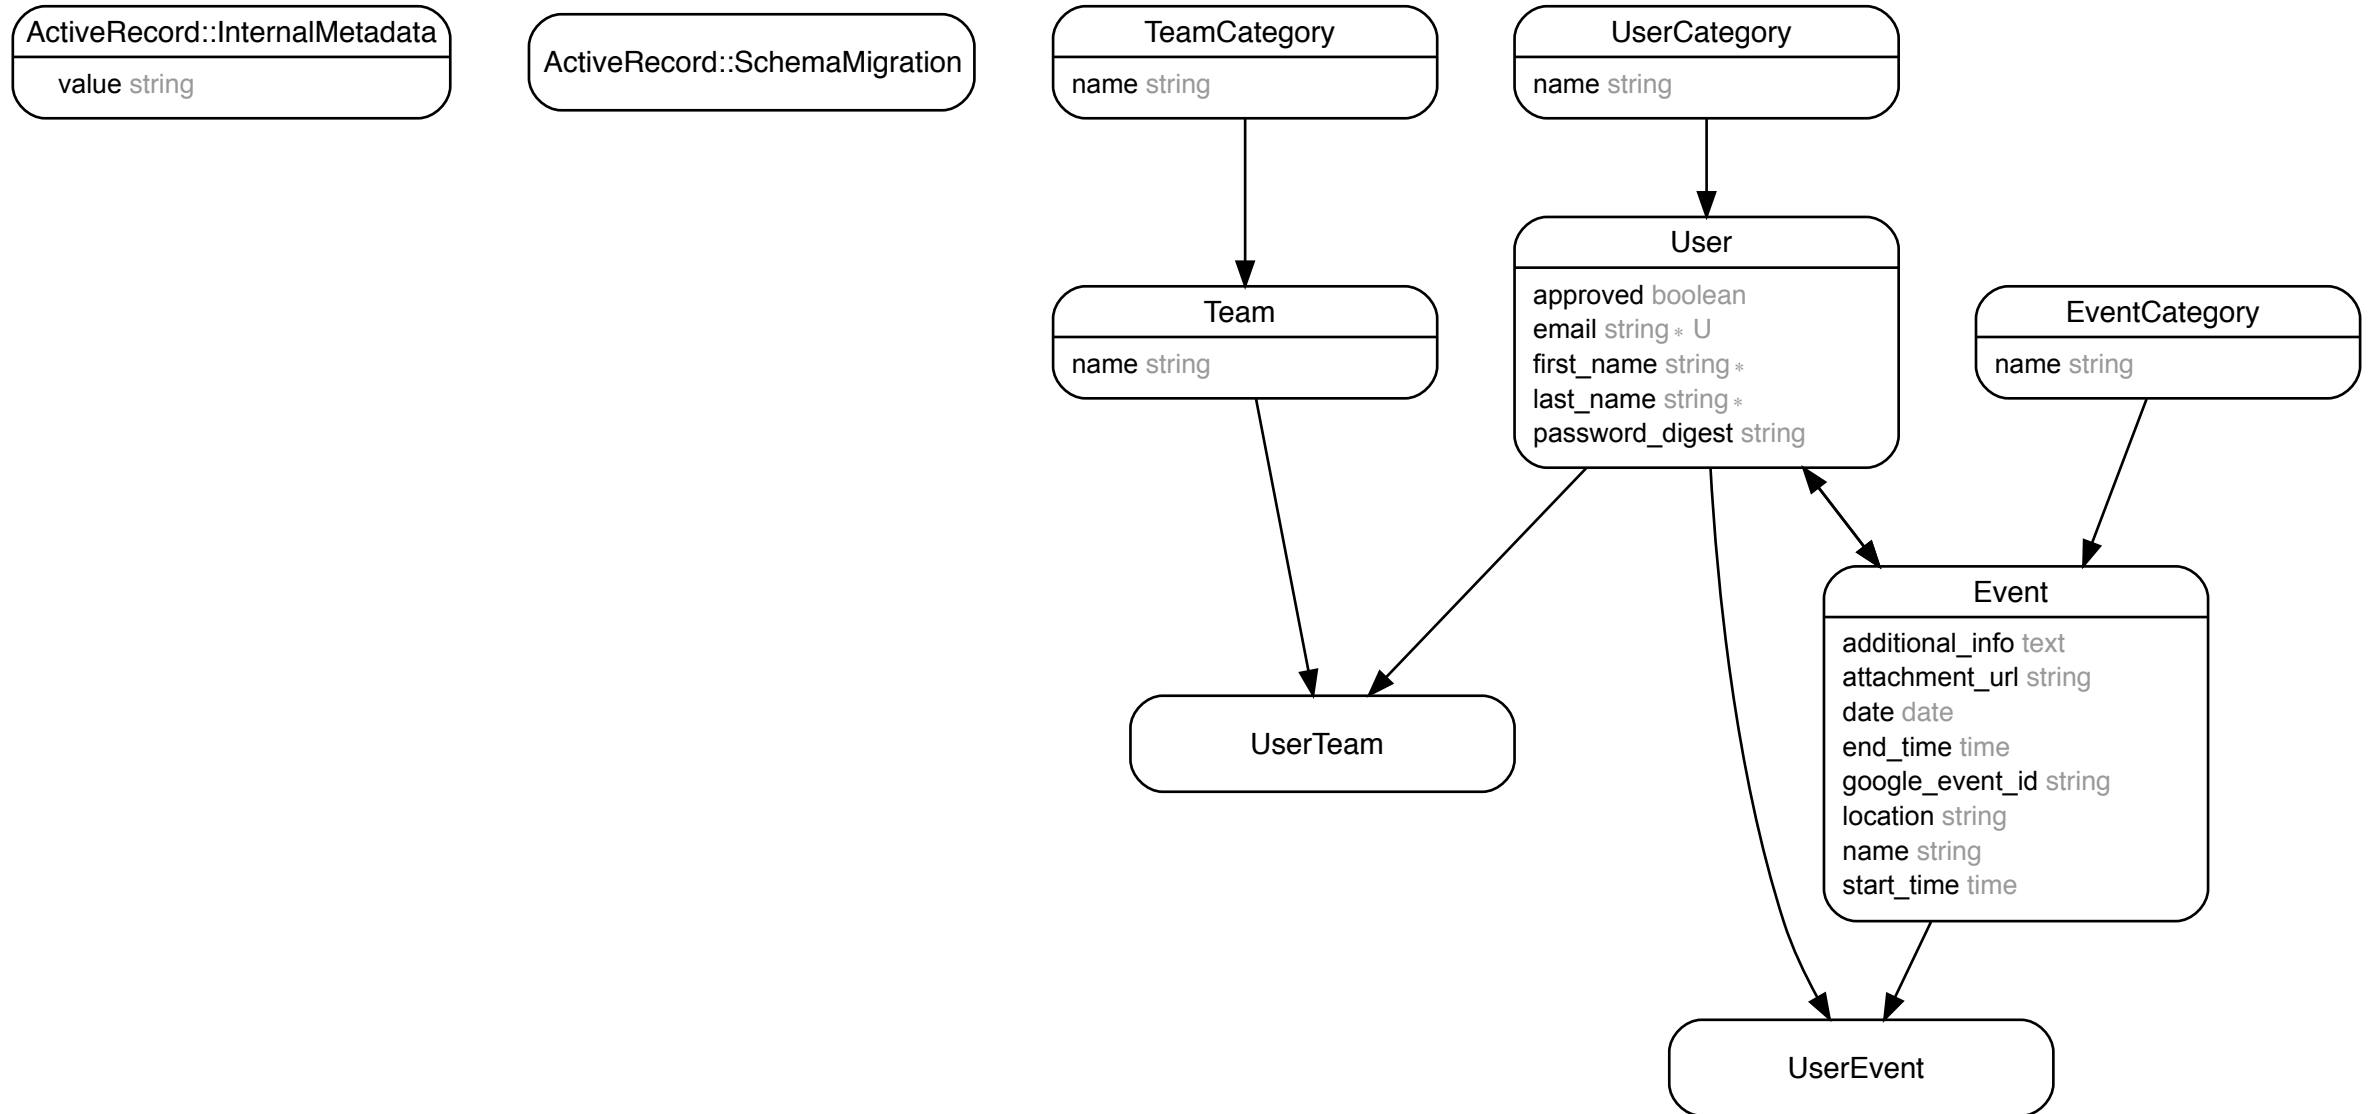 ActiveRecord::InternalMetadata
value string
ActiveRecord::SchemaMigration
TeamCategory
name string
UserCategory
name string
User
approved boolean
email string∗ U
first_name string∗
last_name string∗
password_digest string
Team
name string
EventCategory
name string
Event
additional_info text
attachment_url string
date date
end_time time
google_event_id string
location string
name string
start_time time
UserTeam
UserEvent